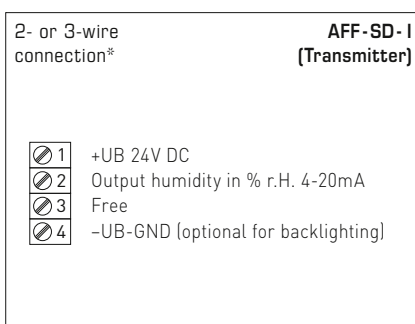 2- or 3-wire
connection*
AFF-SD-I
(Transmitter)
1 +UB 24V DC
2 Output humidity in % r.H. 4-20mA
3 Free
4 –UB-GND (optional for backlighting)